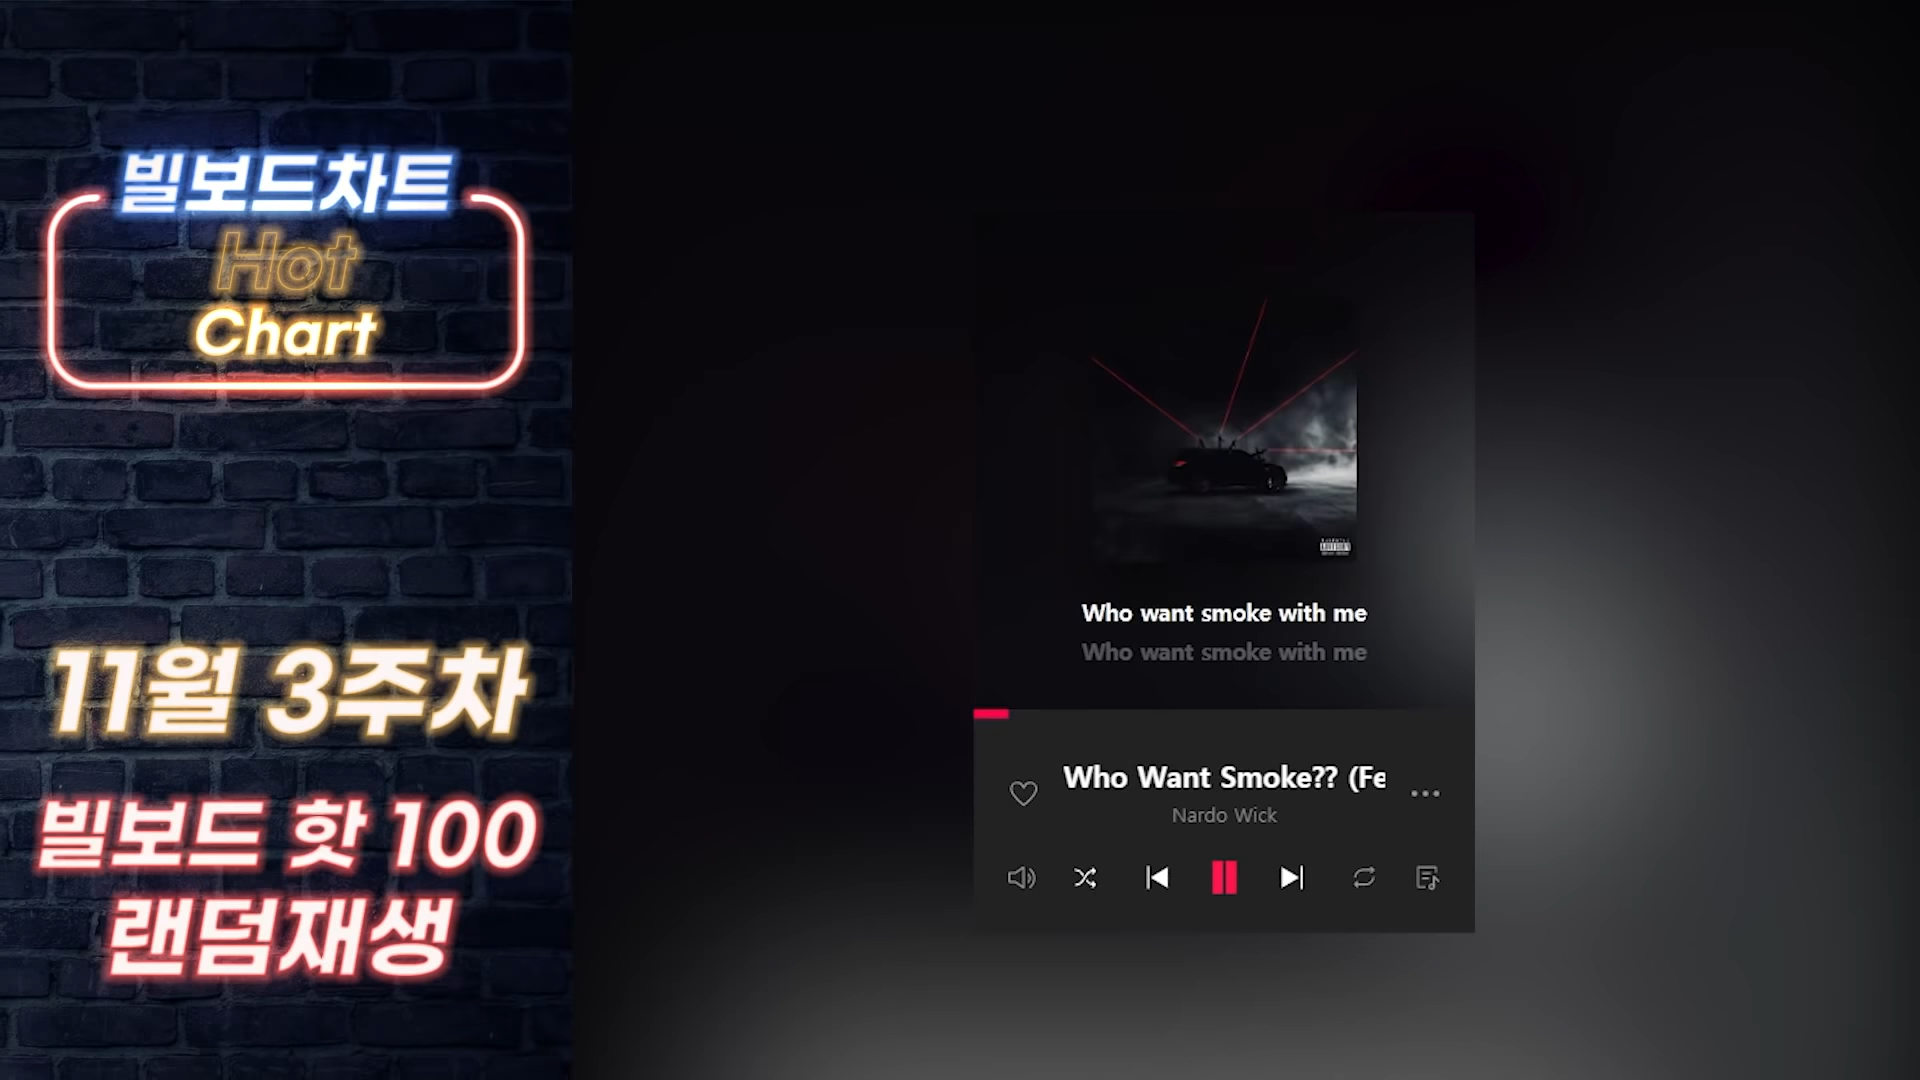 빌보드차트
Hot
Chart
11월 3주차
빌보드 핫 100
랜덤재생
Who want smoke with me
Who want smoke with me
Who Want Smoke?? (Fe
Nardo Wick